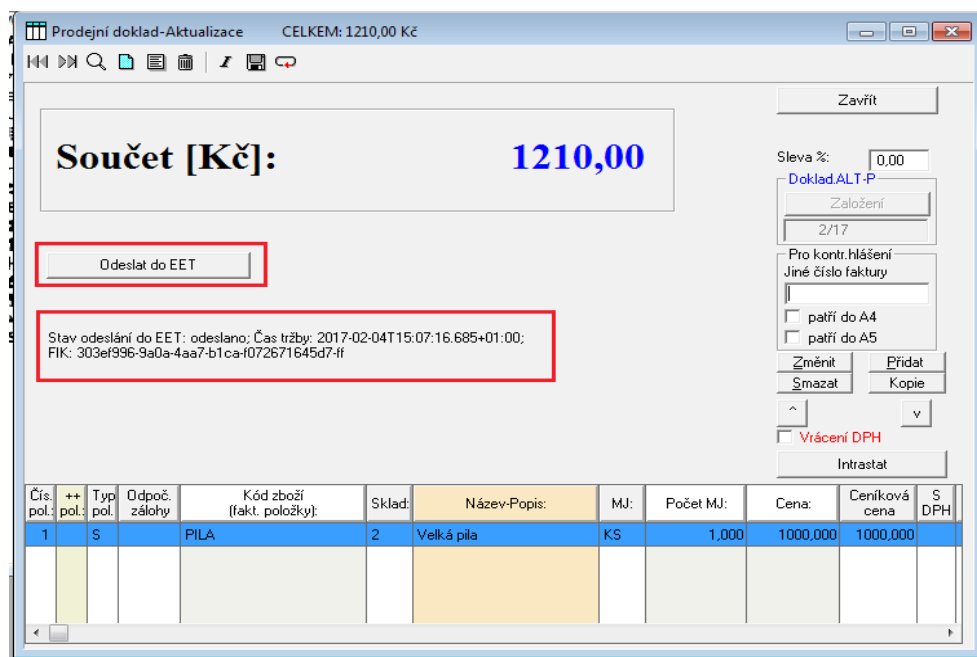 Prodejní doklad-Aktualizace CELKEM: 1210,00 Kč
Zavřít
Součet [Kč]: 1210,00
Sleva %: 0,00
Doklad.ALT-P
Založení
2/17
Odeslat do EET
Pro kontr.hlášení
Jiné číslo faktury
patří do A4
patří do A5
Stav odeslání do EET: odeslano; Čas tržby: 2017-02-04T15:07:16.685+01:00;
FIK: 303ef996-9a0a-4aa7-b1ca-f072671645d7-ff
Změnit Přidat
Smazat Kopie
^ v
Vrácení DPH
Intrastat
Čís. pol.: ++ pol.: Typ pol. Odpoč. zálohy Kód zboží (fakt. položky): Sklad: Název-Popis: MJ: Počet MJ: Cena: Ceníková cena S DPH
1 S PILA 2 Velká pila KS 1,000 1000,000 1000,000